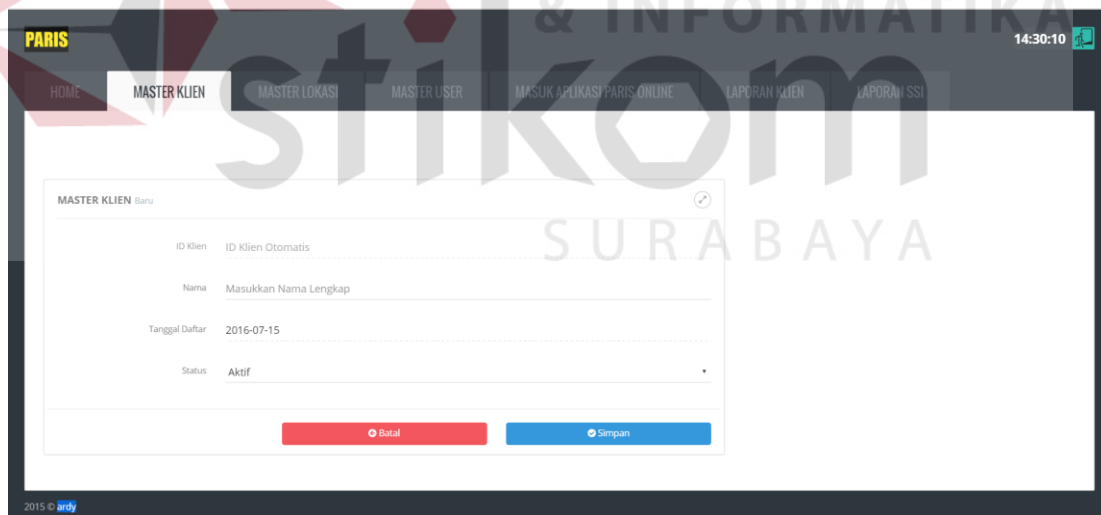 & INFORMATIKA
PARIS
14:30:10
stikom
HOME MASTER KLIEN MASTER LOKASI MASTER USER MASUK APLIKASI PARIS ONLINE LAPORAN KLIEN LAPORAN SSI
MASTER KLIEN Baru
SURABAYA
ID Klien ID Klien Otomatis
Nama Masukkan Nama Lengkap
Tanggal Daftar 2016-07-15
Status Aktif
Batal Simpan
2015 © ardy